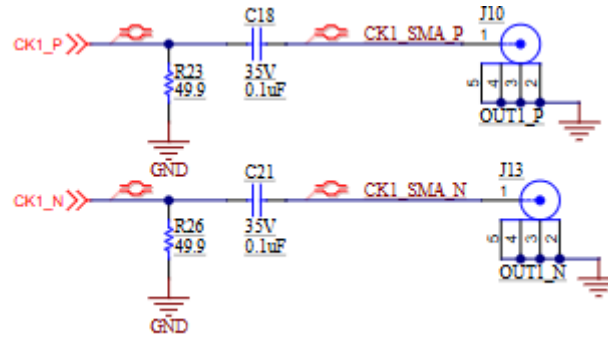 C18
J10
CK1_P
CK1_SMA_P
1
R23
49.9
35V
0.1uF
5
4
3
2
OUT1_P
GND
C21
J13
CK1_N
CK1_SMA_N
1
R26
49.9
35V
0.1uF
5
4
3
2
OUT1_N
GND